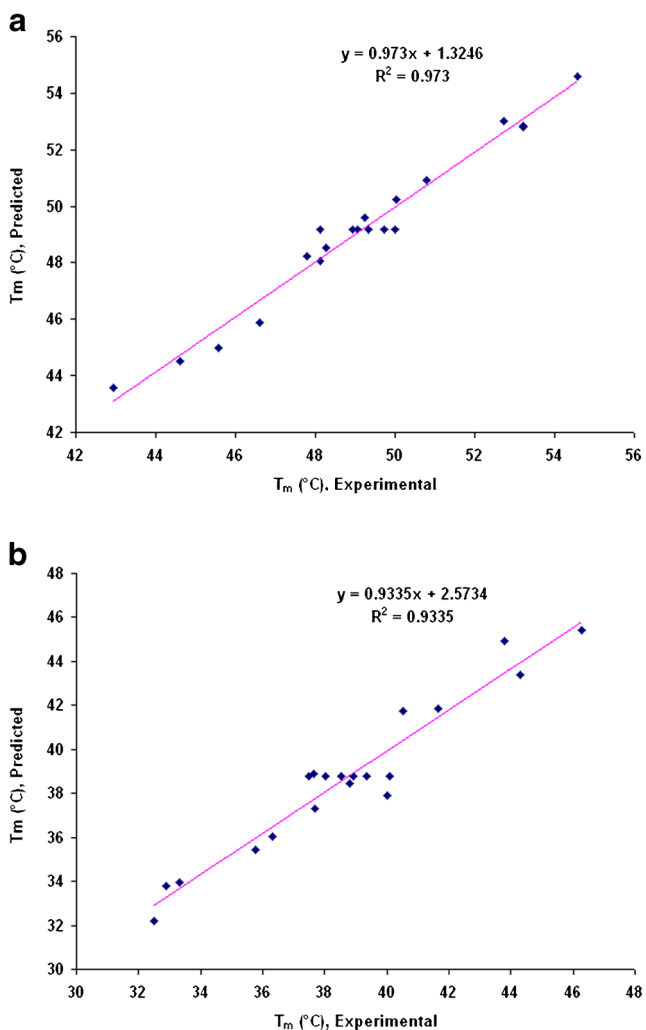 a
56
54
52
50
48
46
44
42
Tm (°C), Predicted
y = 0.973x + 1.3246
R² = 0.973
42 44 46 48 50 52 54 56
Tₘ (°C), Experimental
b
48
46
44
42
40
38
36
34
32
30
Tm (°C), Predicted
y = 0.9335x + 2.5734
R² = 0.9335
30 32 34 36 38 40 42 44 46 48
Tₘ (°C), Experimental